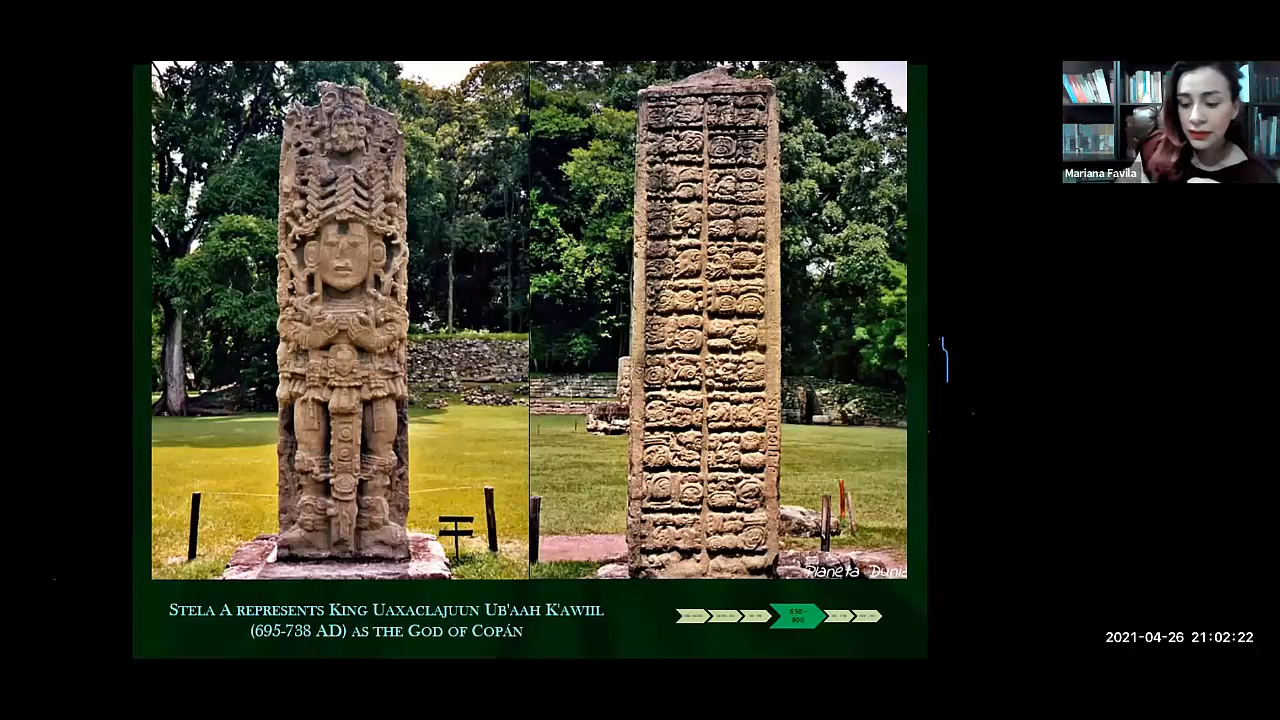 Mariana Favila
Planeta Dunia
STELA A REPRESENTS KING UAXACLAJUUN UB'AAH K'AWIIL
(695-738 AD) AS THE GOD OF COPÁN
650 -
900
2021-04-26 21:02:22